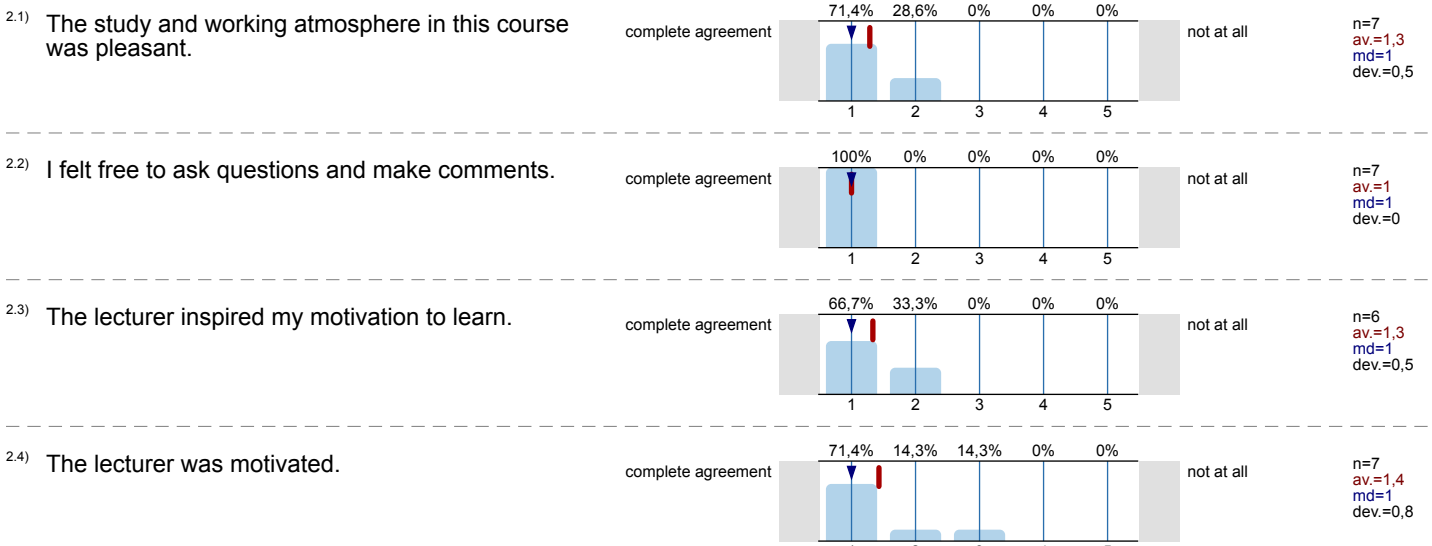 71,4% 28,6% 0% 0% 0%
2.1) The study and working atmosphere in this course
was pleasant.
complete agreement
not at all
n=7
av.=1,3
md=1
dev.=0,5
1 2 3 4 5
100% 0% 0% 0% 0%
2.2) I felt free to ask questions and make comments.
complete agreement
not at all
n=7
av.=1
md=1
dev.=0
1 2 3 4 5
66,7% 33,3% 0% 0% 0%
2.3) The lecturer inspired my motivation to learn.
complete agreement
not at all
n=6
av.=1,3
md=1
dev.=0,5
1 2 3 4 5
71,4% 14,3% 14,3% 0% 0%
2.4) The lecturer was motivated.
complete agreement
not at all
n=7
av.=1,4
md=1
dev.=0,8